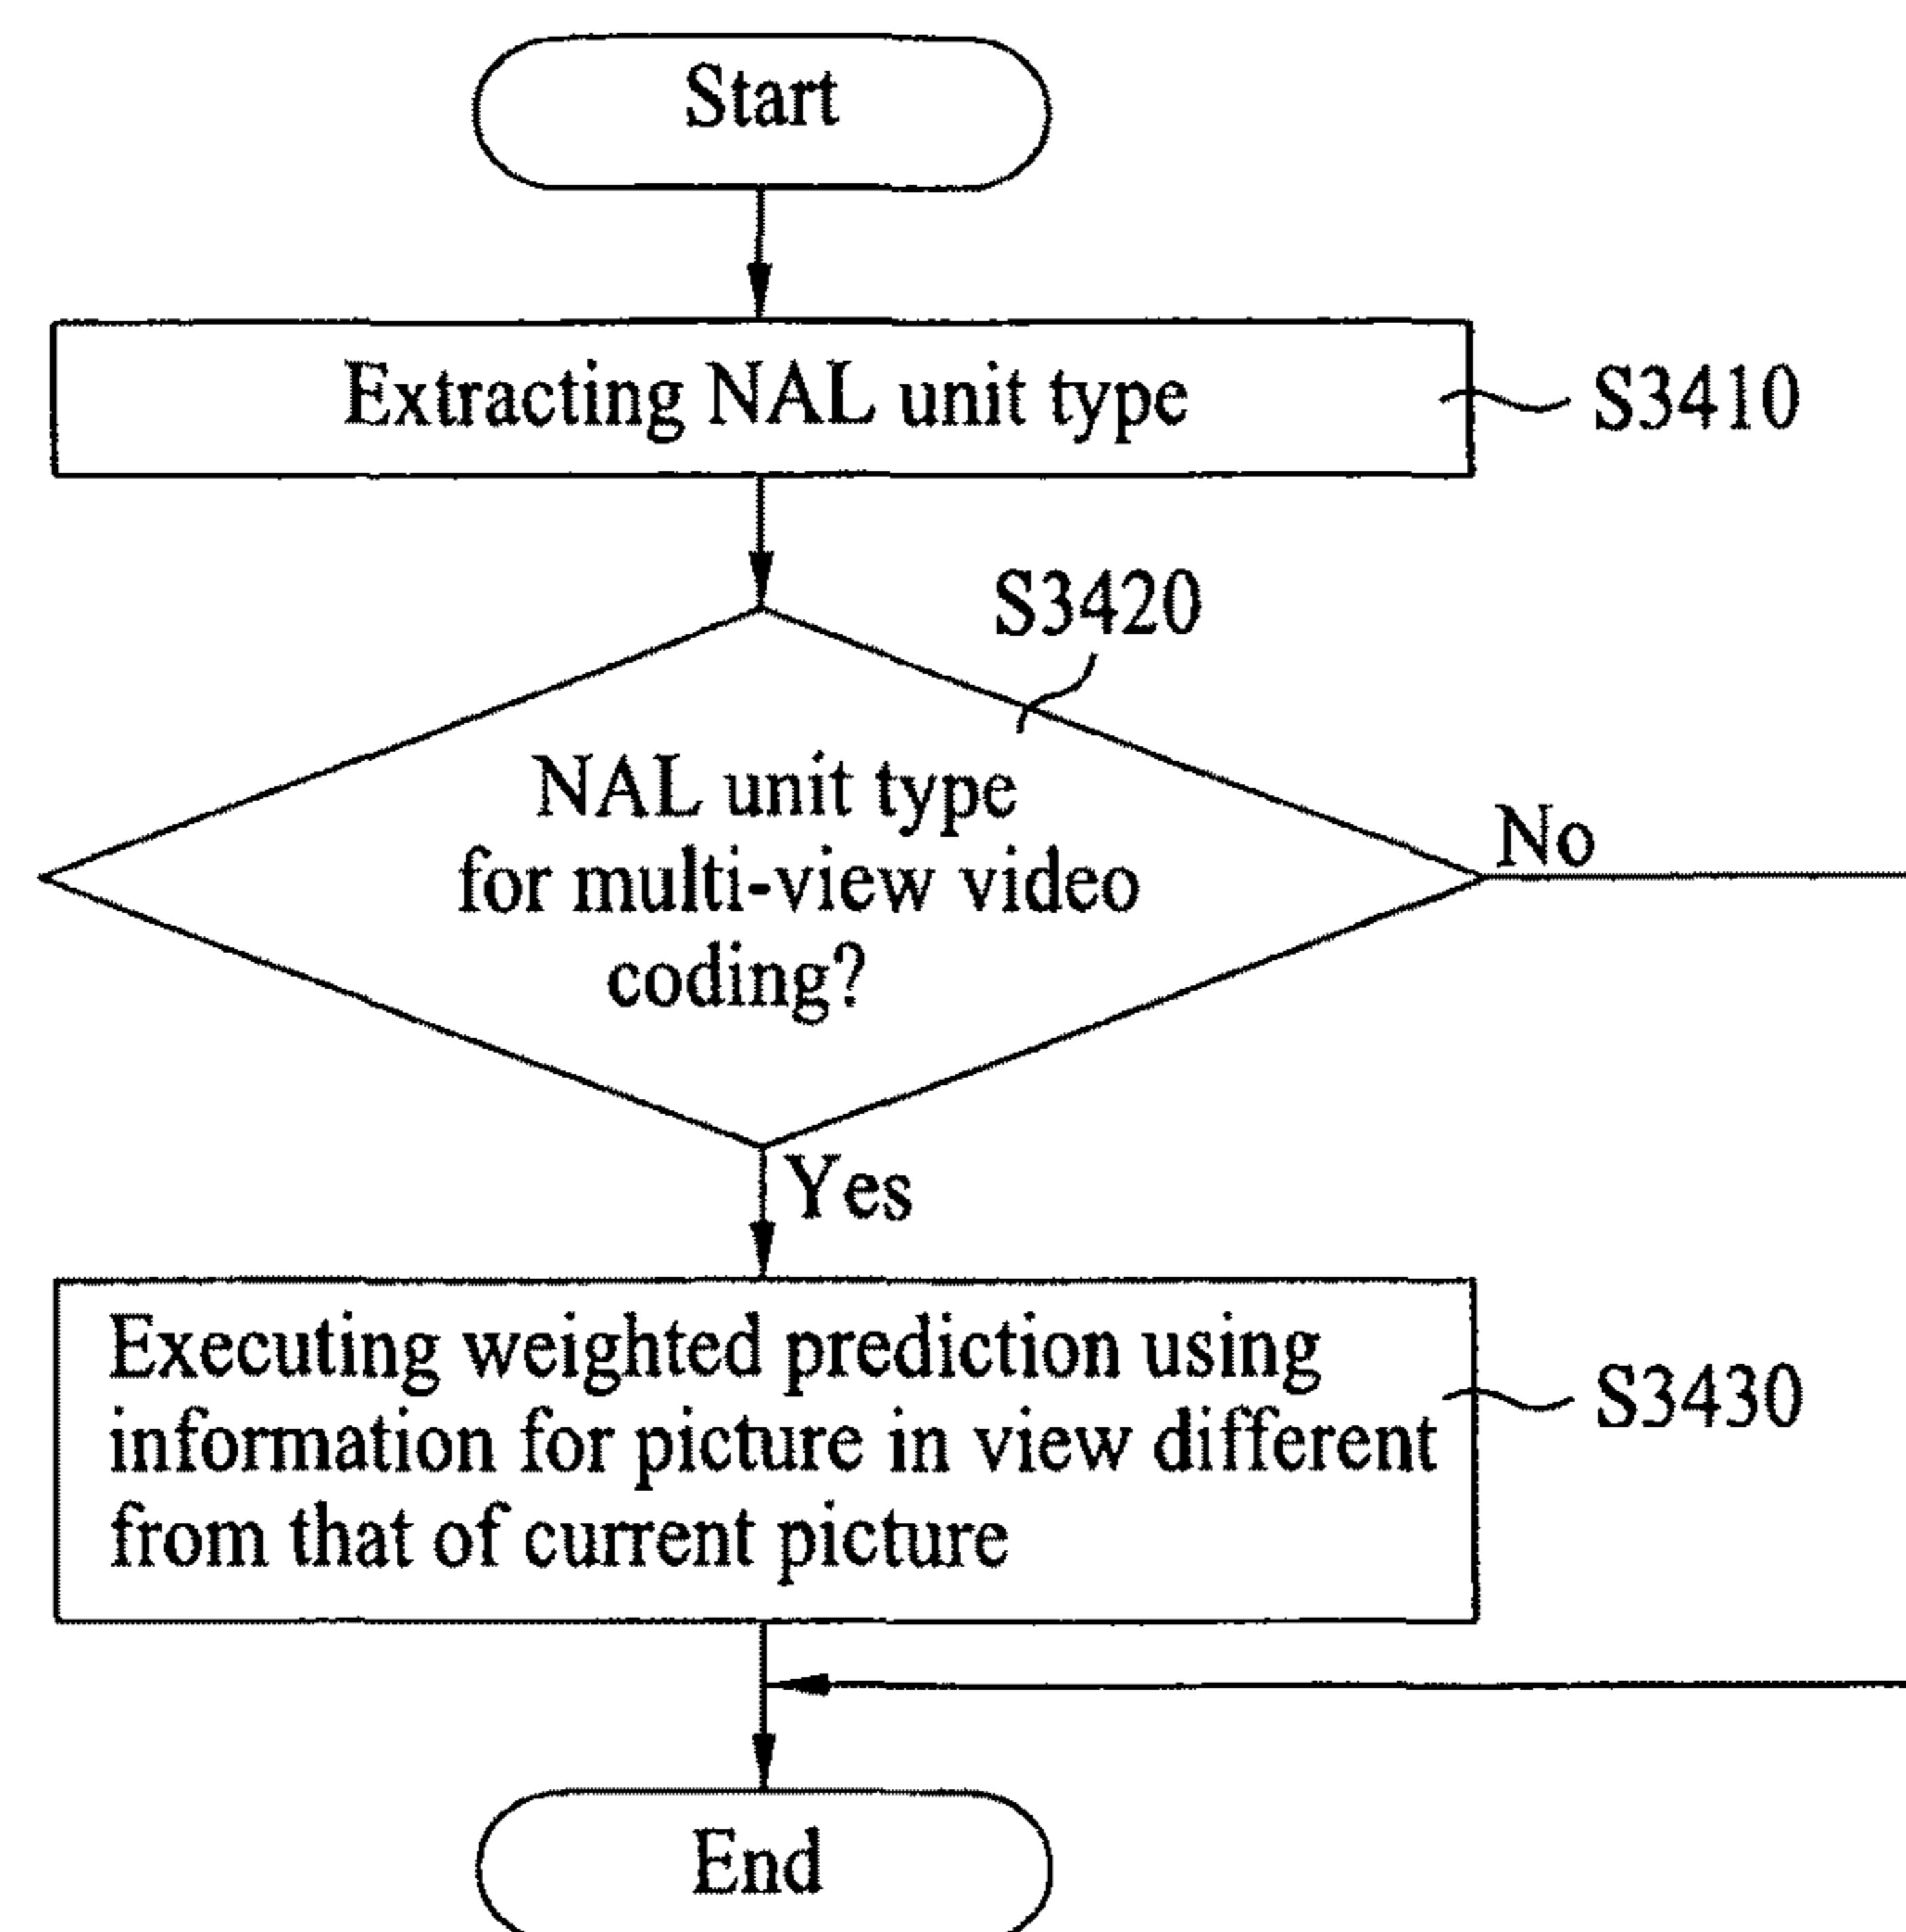 Start
Extracting NAL unit type
S3410
S3420
NAL unit type
for multi-view video
coding?
No
Yes
Executing weighted prediction using
information for picture in view different
from that of current picture
S3430
End